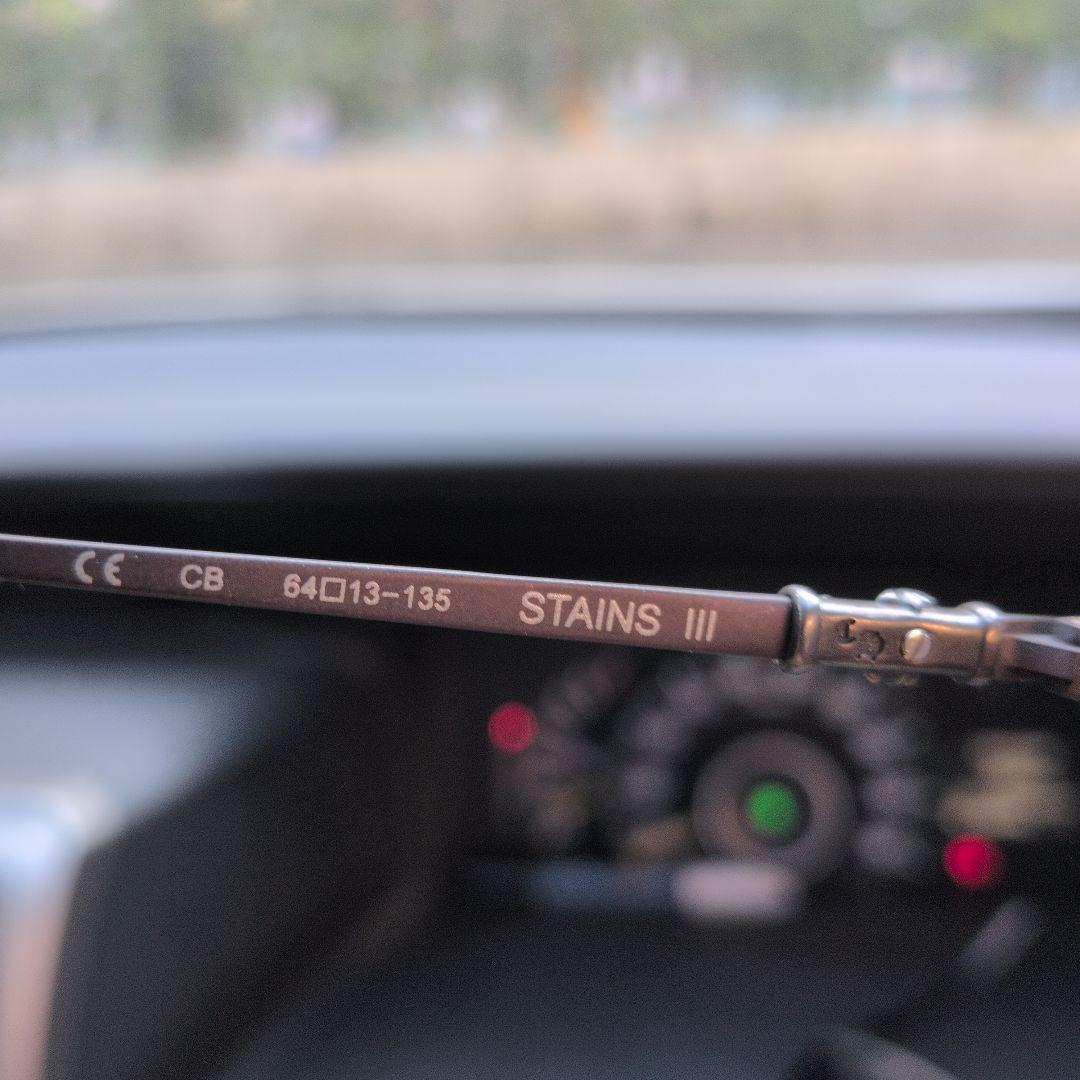 CE CB 64□13-135 STAINS III